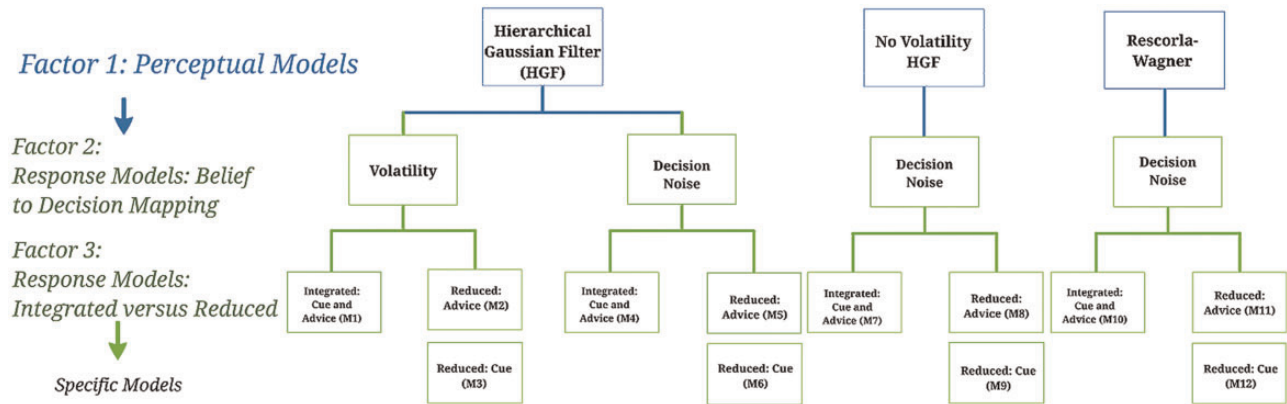 Factor 1: Perceptual Models
Factor 2:
Response Models: Belief
to Decision Mapping
Factor 3:
Response Models:
Integrated versus Reduced
Specific Models
Hierarchical
Gaussian Filter
(HGF)
No Volatility
HGF
Rescorla-
Wagner
Volatility
Decision
Noise
Decision
Noise
Decision
Noise
Integrated:
Cue and
Advice (M1)
Reduced:
Advice (M2)
Reduced: Cue
(M3)
Integrated:
Cue and
Advice (M4)
Reduced:
Advice (M5)
Reduced: Cue
(M6)
Integrated:
Cue and
Advice (M7)
Reduced:
Advice (M8)
Reduced: Cue
(M9)
Integrated:
Cue and
Advice (M10)
Reduced:
Advice (M11)
Reduced: Cue
(M12)